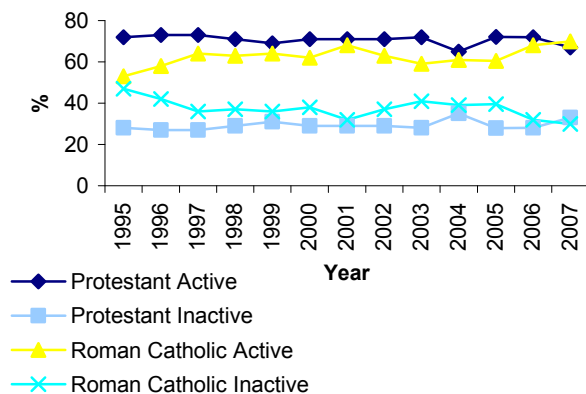 80
60
40
20
0
%
1995 1996 1997 1998 1999 2000 2001 2002 2003 2004 2005 2006 2007
Year
Protestant Active
Protestant Inactive
Roman Catholic Active
Roman Catholic Inactive